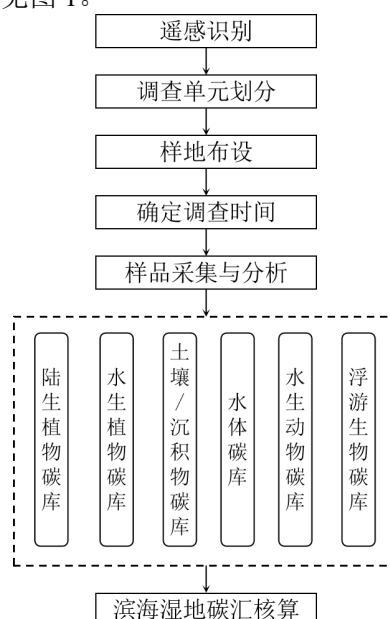 见图 1。
遥感识别
调查单元划分
样地布设
确定调查时间
样品采集与分析
陆生植物碳库
水生植物碳库
土壤/沉积物碳库
水体碳库
水生动物碳库
浮游生物碳库
滨海湿地碳汇核算